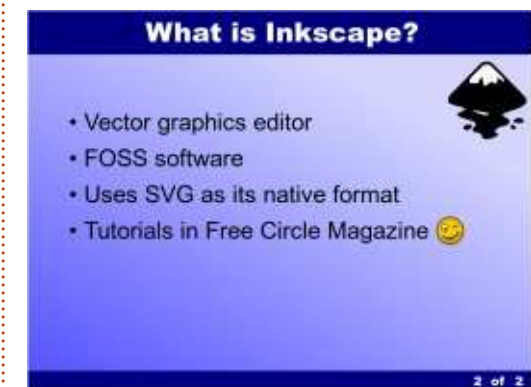 What is Inkscape?
• Vector graphics editor
• FOSS software
• Uses SVG as its native format
• Tutorials in Free Circle Magazine
2 of 2